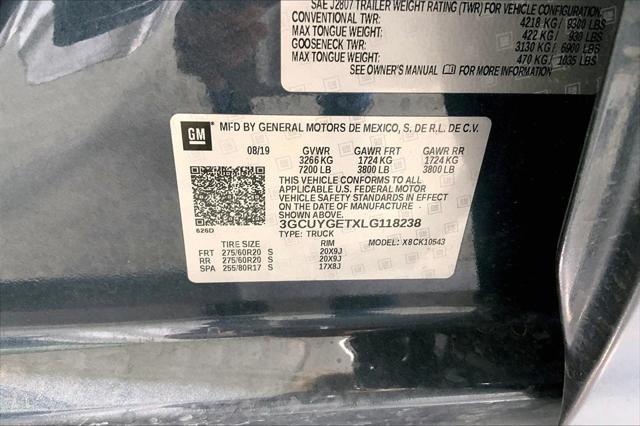 SAE J2807 TRAILER WEIGHT RATING (TWR) FOR VEHICLE CONFIGURATION.
CONVENTIONAL TWR: 4218 KG / 9300 LBS
MAX TONGUE WEIGHT: 422 KG / 930 LBS
GOOSENECK TWR: 3130 KG / 6900 LBS
MAX TONGUE WEIGHT: 470 KG / 1035 LBS
SEE OWNER'S MANUAL FOR ADDITIONAL INFORMATION
GM MFD BY GENERAL MOTORS DE MEXICO, S. DE R.L. DE C.V.
08/19 GVWR GAWR FRT GAWR RR
3266 KG 1724 KG 1724 KG
7200 LB 3800 LB 3800 LB
THIS VEHICLE CONFORMS TO ALL
APPLICABLE U.S. FEDERAL MOTOR
VEHICLE SAFETY STANDARDS IN EFFECT
ON THE DATE OF MANUFACTURE
SHOWN ABOVE.
626D 3GCUYGETXLG118238
TYPE: TRUCK MODEL: X8CK10543
TIRE SIZE RIM
FRT 275/60R20 S 20X9J
RR 275/60R20 S 20X9J
SPA 255/80R17 S 17X8J